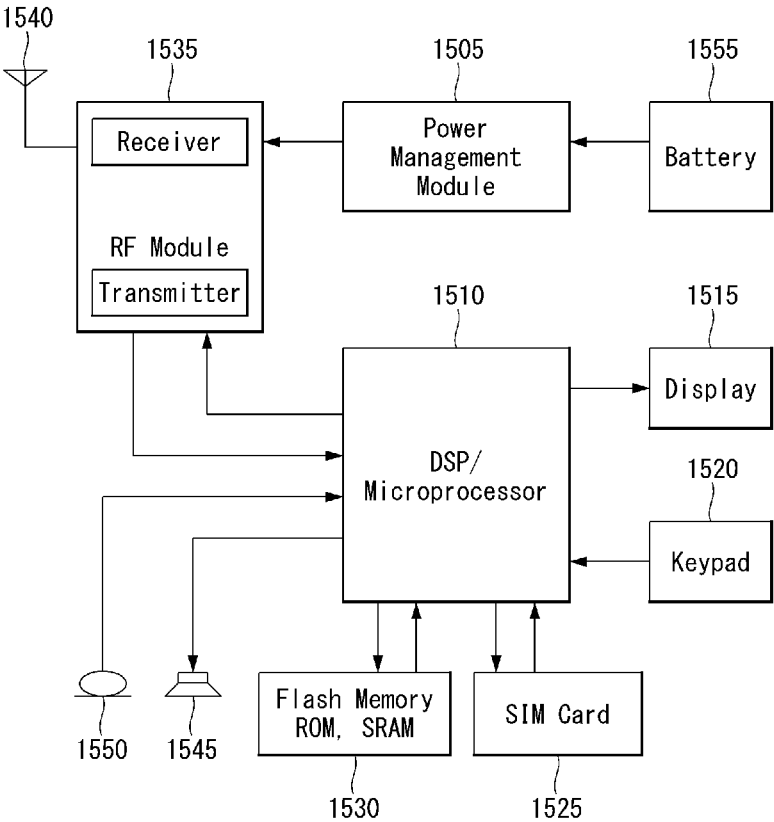 1540
1535
1505
1555
Receiver
Power
Management
Module
Battery
RF Module
Transmitter
1510
1515
Display
DSP/
Microprocessor
1520
Keypad
Flash Memory
ROM, SRAM
SIM Card
1550
1545
1530
1525